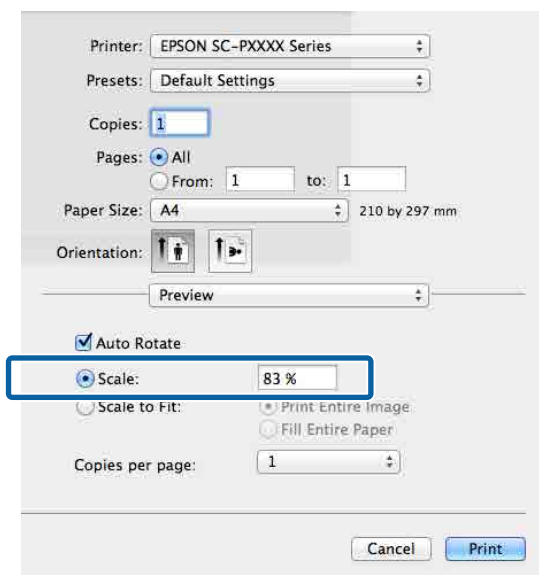 Printer: EPSON SC-PXXXX Series
Presets: Default Settings
Copies: 1
Pages: All
From: 1 to: 1
Paper Size: A4 210 by 297 mm
Orientation:
Preview
Auto Rotate
Scale: 83 %
Scale to Fit: Print Entire Image
Fill Entire Paper
Copies per page: 1
Cancel Print